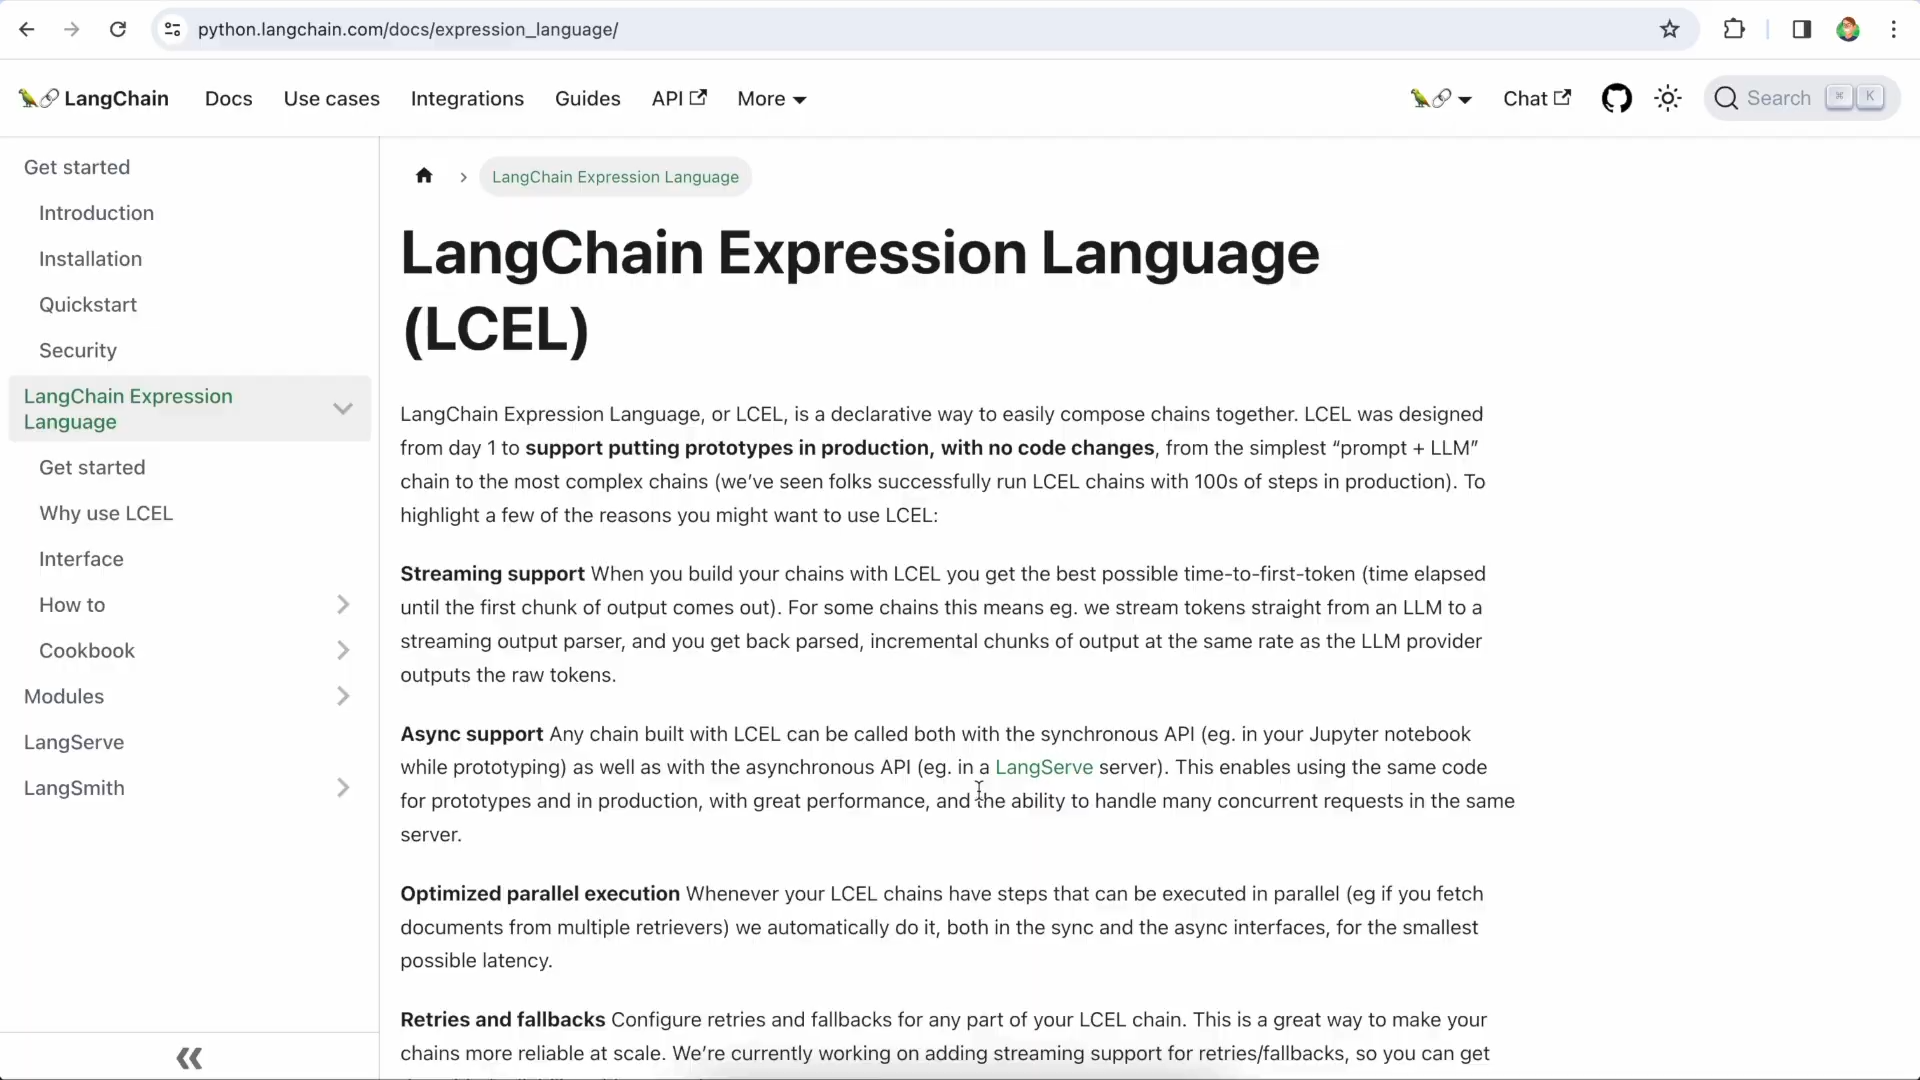 python.langchain.com/docs/expression_language/
LangChain Docs Use cases Integrations Guides API More Chat Search ⌘ K
Get started
Introduction
Installation
Quickstart
Security
LangChain Expression
Language
Get started
Why use LCEL
Interface
How to
Cookbook
Modules
LangServe
LangSmith
LangChain Expression Language
LangChain Expression Language
(LCEL)
LangChain Expression Language, or LCEL, is a declarative way to easily compose chains together. LCEL was designed
from day 1 to support putting prototypes in production, with no code changes, from the simplest “prompt + LLM”
chain to the most complex chains (we’ve seen folks successfully run LCEL chains with 100s of steps in production). To
highlight a few of the reasons you might want to use LCEL:
Streaming support When you build your chains with LCEL you get the best possible time-to-first-token (time elapsed
until the first chunk of output comes out). For some chains this means eg. we stream tokens straight from an LLM to a
streaming output parser, and you get back parsed, incremental chunks of output at the same rate as the LLM provider
outputs the raw tokens.
Async support Any chain built with LCEL can be called both with the synchronous API (eg. in your Jupyter notebook
while prototyping) as well as with the asynchronous API (eg. in a LangServe server). This enables using the same code
for prototypes and in production, with great performance, and the ability to handle many concurrent requests in the same
server.
Optimized parallel execution Whenever your LCEL chains have steps that can be executed in parallel (eg if you fetch
documents from multiple retrievers) we automatically do it, both in the sync and the async interfaces, for the smallest
possible latency.
Retries and fallbacks Configure retries and fallbacks for any part of your LCEL chain. This is a great way to make your
chains more reliable at scale. We’re currently working on adding streaming support for retries/fallbacks, so you can get